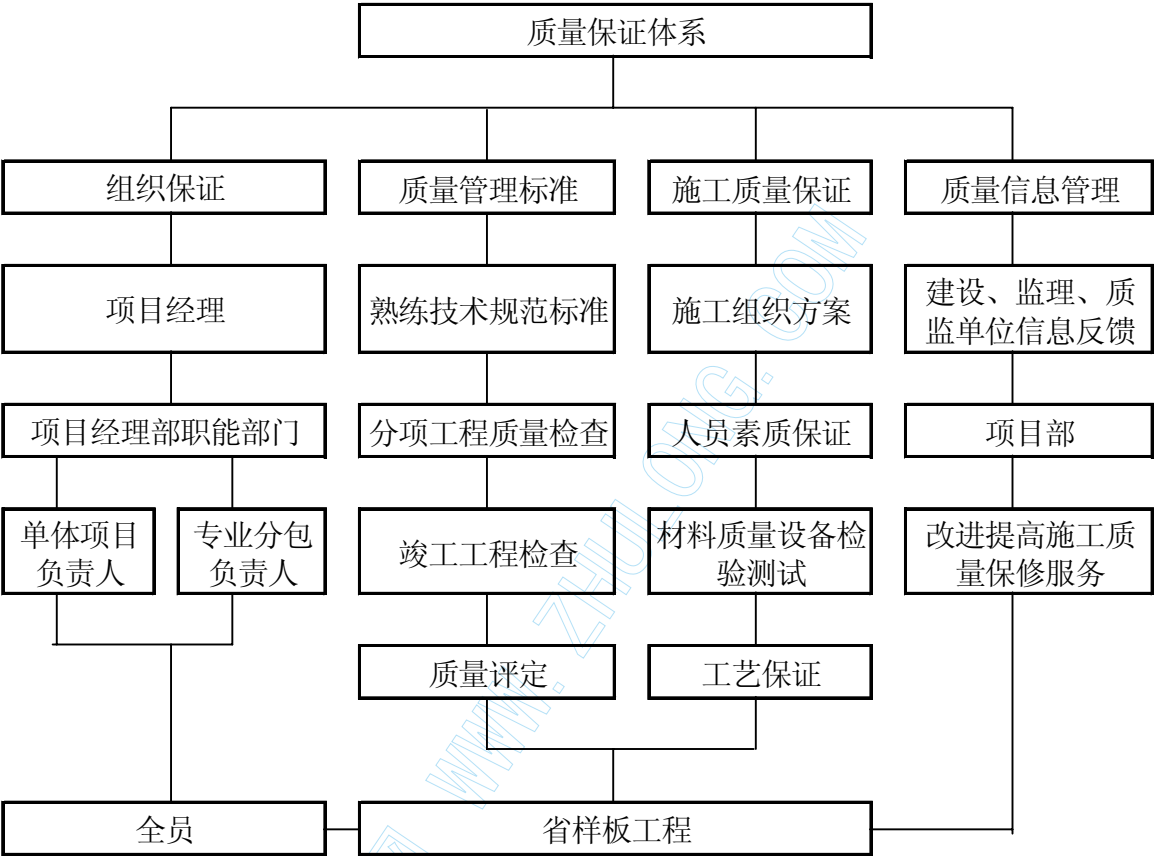 质量保证体系
组织保证
质量管理标准
施工质量保证
质量信息管理
项目经理
熟练技术规范标准
施工组织方案
建设、监理、质
监单位信息反馈
项目经理部职能部门
分项工程质量检查
人员素质保证
项目部
单体项目
负责人
专业分包
负责人
竣工工程检查
材料质量设备检
验测试
改进提高施工质
量保修服务
质量评定
工艺保证
全员
省样板工程
WWW. ZHULONG. COM